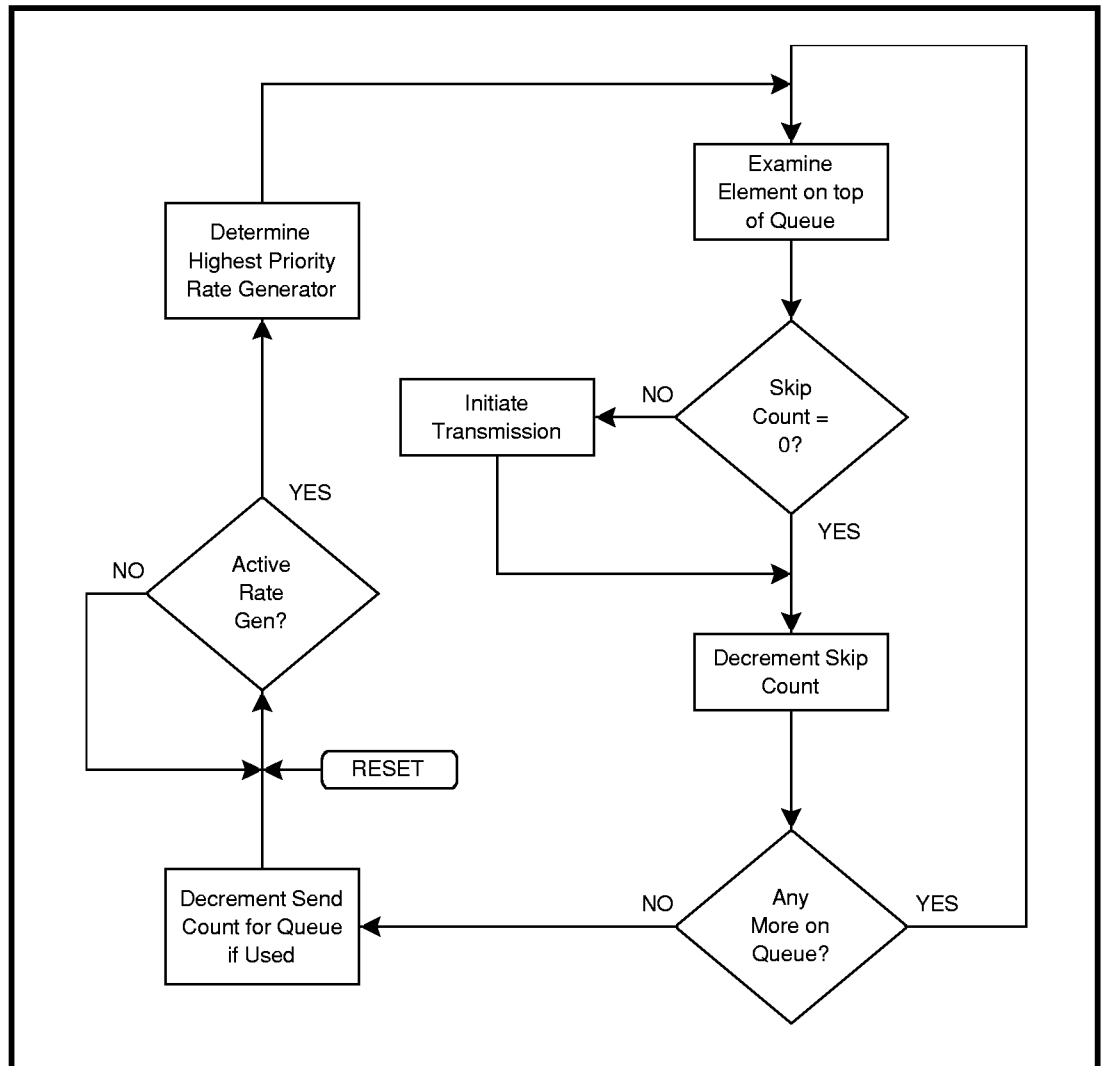 Examine
Element on top
of Queue
Determine
Highest Priority
Rate Generator
Skip
Count =
0?
NO
YES
Initiate
Transmission
Active
Rate
Gen?
YES
NO
Decrement Skip
Count
RESET
Decrement Send
Count for Queue
if Used
Any
More on
Queue?
NO
YES